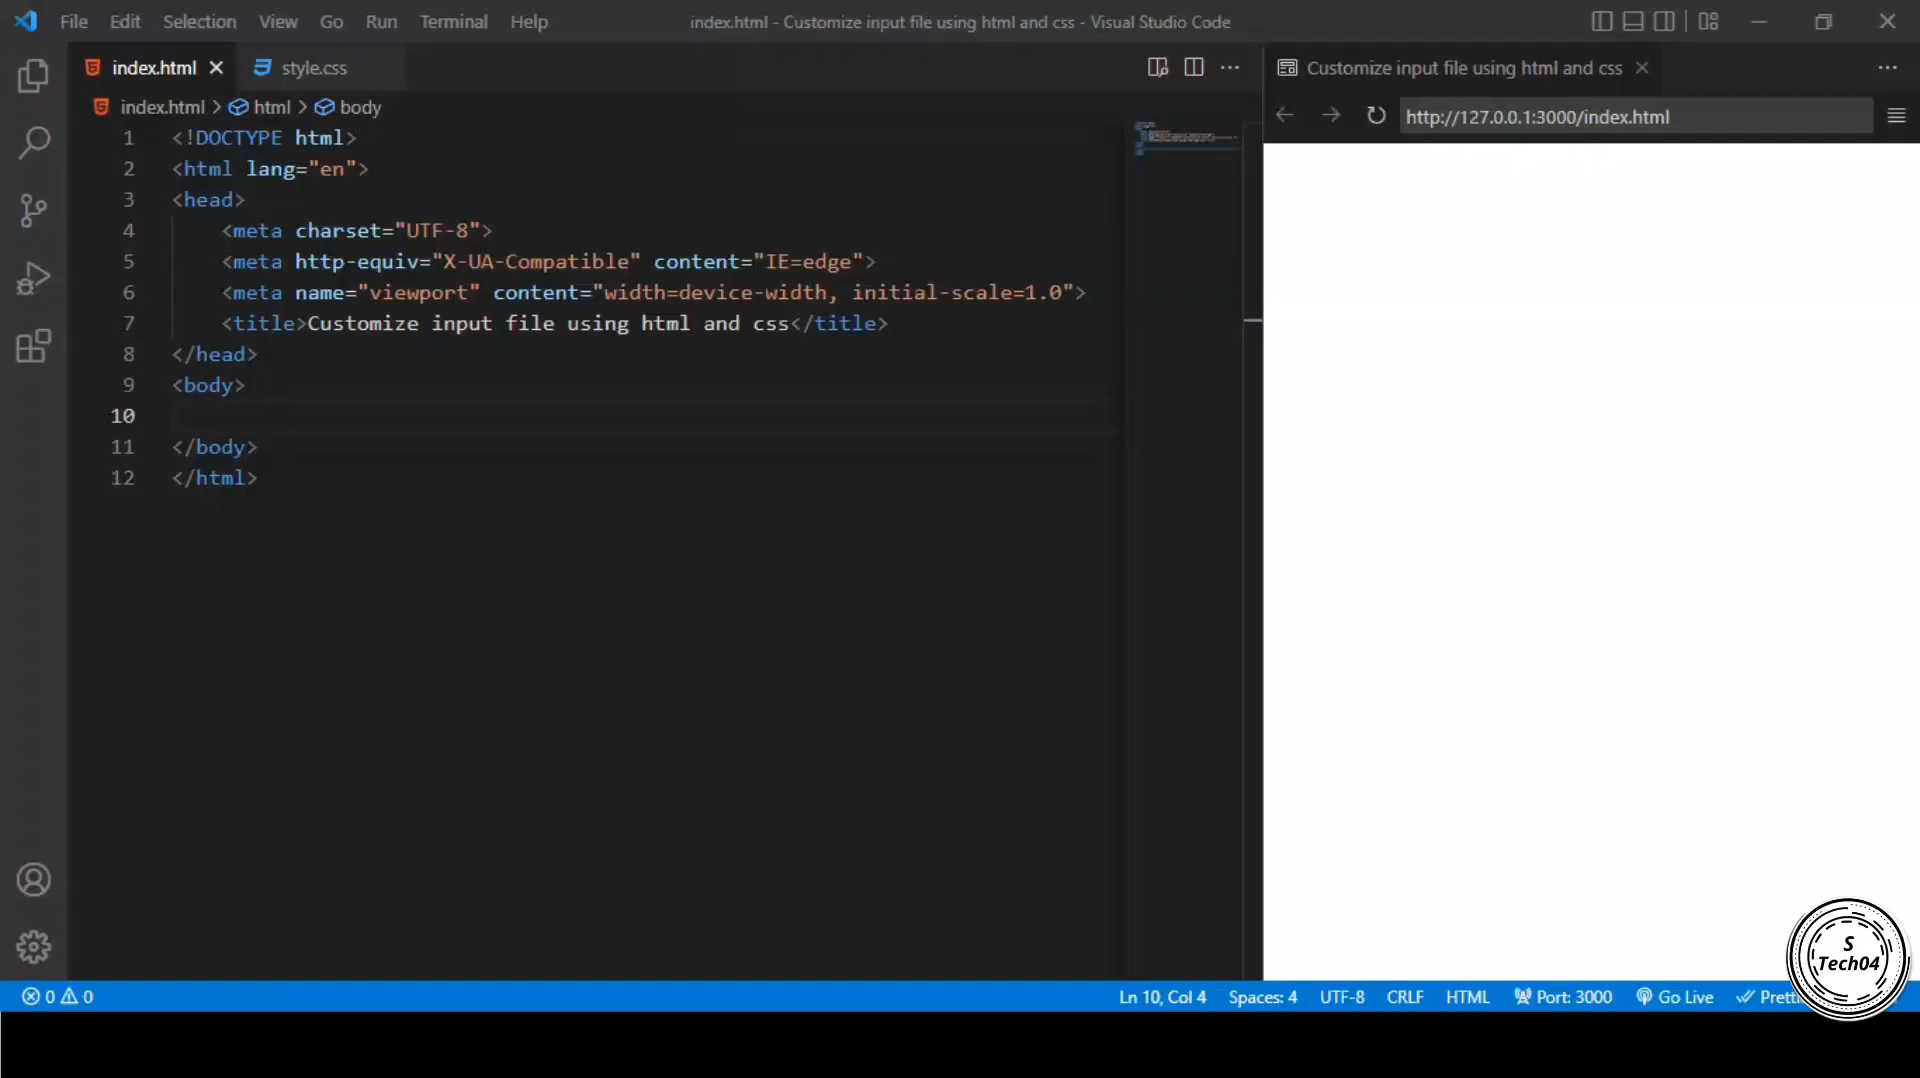 File Edit Selection View Go Run Terminal Help
index.html - Customize input file using html and css - Visual Studio Code
index.html style.css
Customize input file using html and css
index.html > html > body
http://127.0.0.1:3000/index.html
1 <!DOCTYPE html>
2 <html lang="en">
3 <head>
4     <meta charset="UTF-8">
5     <meta http-equiv="X-UA-Compatible" content="IE=edge">
6     <meta name="viewport" content="width=device-width, initial-scale=1.0">
7     <title>Customize input file using html and css</title>
8 </head>
9 <body>
10
11 </body>
12 </html>
S
Tech04
0 0 Ln 10, Col 4 Spaces: 4 UTF-8 CRLF HTML Port: 3000 Go Live